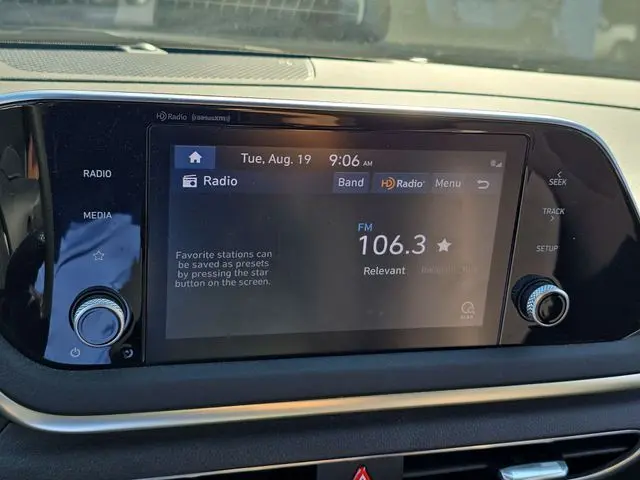 HD Radio (((SiriusXM)))
Tue, Aug. 19 9:06 AM
Radio Band HD Radio Menu
RADIO
MEDIA
SEEK
TRACK
SETUP
FM
106.3
Relevant
Favorite stations can
be saved as presets
by pressing the star
button on the screen.